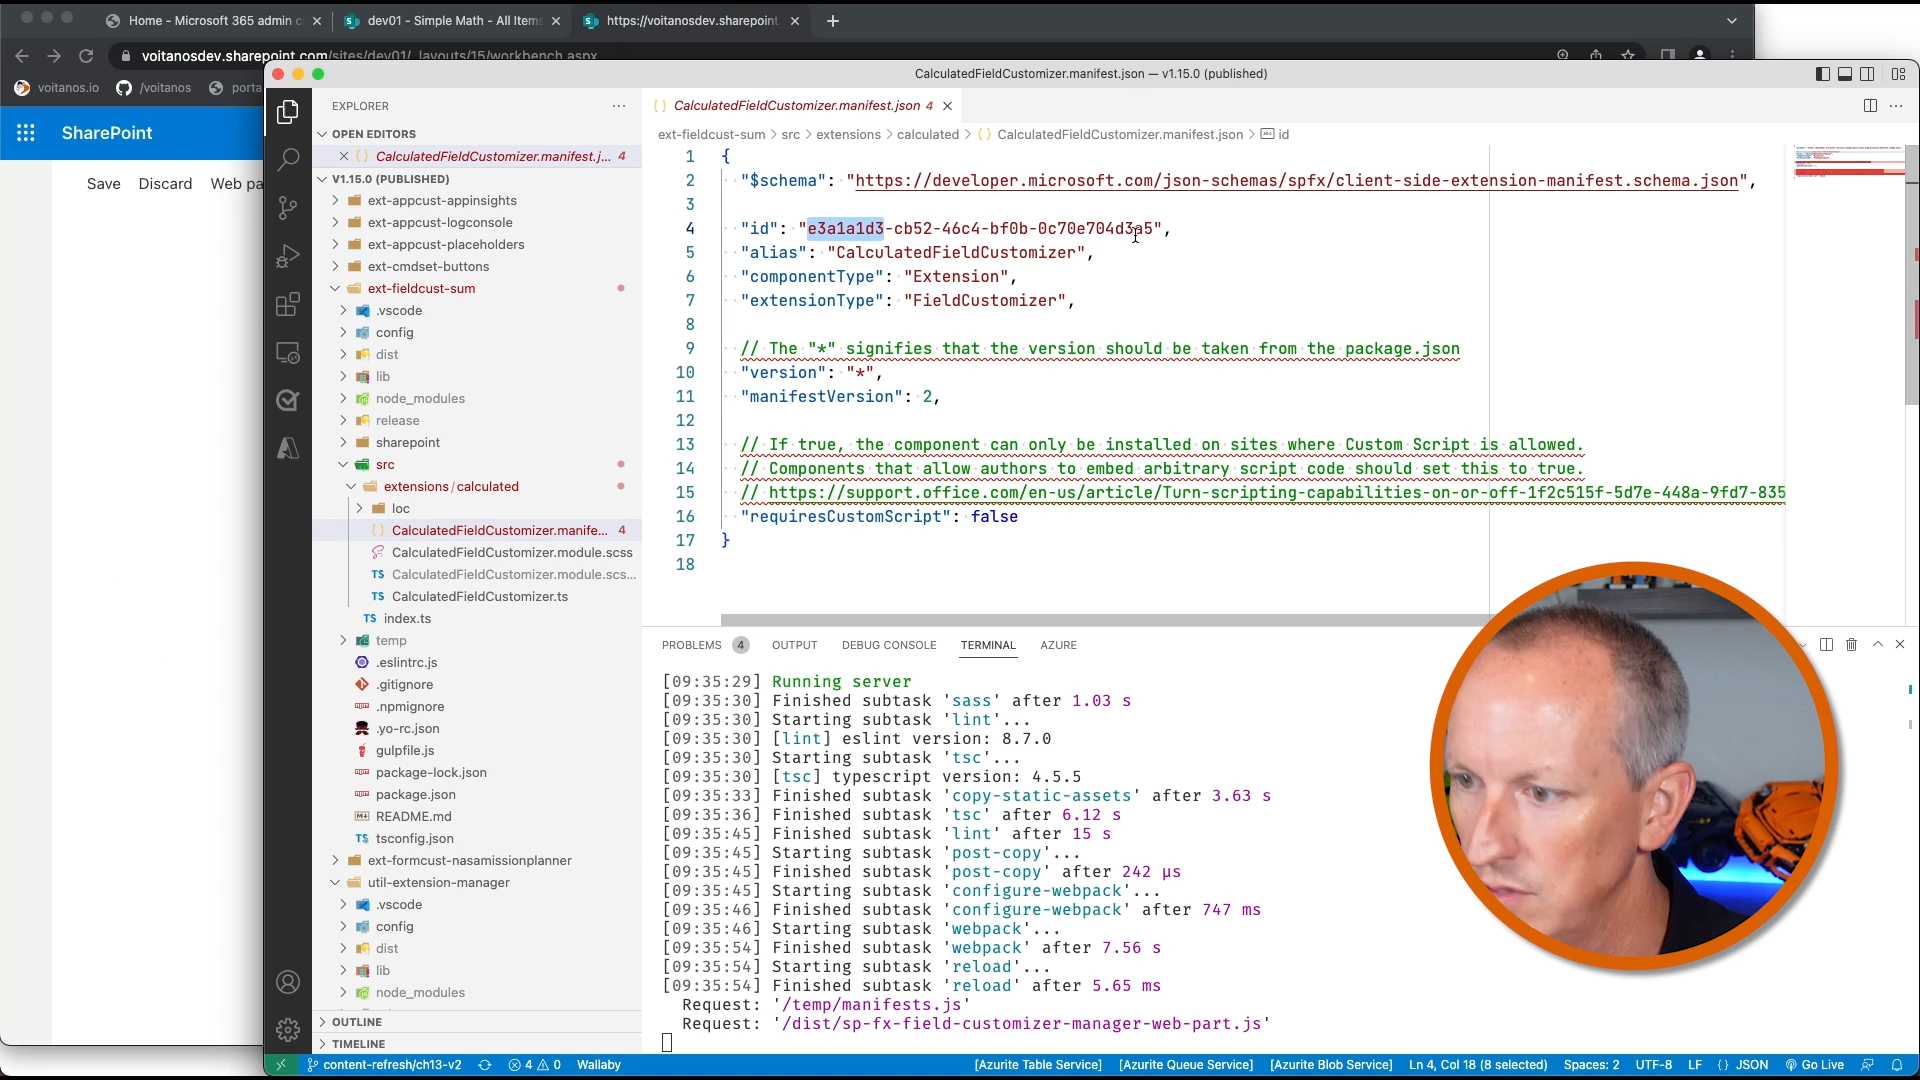 Home - Microsoft 365 admin c
dev01 - Simple Math - All Items
https://voitanosdev.sharepoint
voitanosdev.sharepoint.com/sites/dev01/_layouts/15/workbench.aspx
voitanos.io
/voitanos
porta
SharePoint
Save
Discard
Web pa
CalculatedFieldCustomizer.manifest.json — v1.15.0 (published)
EXPLORER
OPEN EDITORS
CalculatedFieldCustomizer.manifest.j... 4
V1.15.0 (PUBLISHED)
ext-appcust-appinsights
ext-appcust-logconsole
ext-appcust-placeholders
ext-cmdset-buttons
ext-fieldcust-sum
.vscode
config
dist
lib
node_modules
release
sharepoint
src
extensions / calculated
loc
CalculatedFieldCustomizer.manife... 4
CalculatedFieldCustomizer.module.scss
TS CalculatedFieldCustomizer.module.scs...
TS CalculatedFieldCustomizer.ts
TS index.ts
temp
.eslintrc.js
.gitignore
.npmignore
.yo-rc.json
gulpfile.js
package-lock.json
package.json
README.md
TS tsconfig.json
ext-formcust-nasamissionplanner
util-extension-manager
.vscode
config
dist
lib
node_modules
OUTLINE
TIMELINE
CalculatedFieldCustomizer.manifest.json 4
ext-fieldcust-sum > src > extensions > calculated > {} CalculatedFieldCustomizer.manifest.json > abc id
1 {
2 "$schema": "https://developer.microsoft.com/json-schemas/spfx/client-side-extension-manifest.schema.json",
3
4 "id": "e3a1a1d3-cb52-46c4-bf0b-0c70e704d3a5",
5 "alias": "CalculatedFieldCustomizer",
6 "componentType": "Extension",
7 "extensionType": "FieldCustomizer",
8
9 // The "*" signifies that the version should be taken from the package.json
10 "version": "*",
11 "manifestVersion": 2,
12
13 // If true, the component can only be installed on sites where Custom Script is allowed.
14 // Components that allow authors to embed arbitrary script code should set this to true.
15 // https://support.office.com/en-us/article/Turn-scripting-capabilities-on-or-off-1f2c515f-5d7e-448a-9fd7-835
16 "requiresCustomScript": false
17 }
18
PROBLEMS 4 OUTPUT DEBUG CONSOLE TERMINAL AZURE
[09:35:29] Running server
[09:35:30] Finished subtask 'sass' after 1.03 s
[09:35:30] Starting subtask 'lint'...
[09:35:30] [lint] eslint version: 8.7.0
[09:35:30] Starting subtask 'tsc'...
[09:35:30] [tsc] typescript version: 4.5.5
[09:35:33] Finished subtask 'copy-static-assets' after 3.63 s
[09:35:36] Finished subtask 'tsc' after 6.12 s
[09:35:45] Finished subtask 'lint' after 15 s
[09:35:45] Starting subtask 'post-copy'...
[09:35:45] Finished subtask 'post-copy' after 242 μs
[09:35:45] Starting subtask 'configure-webpack'...
[09:35:46] Finished subtask 'configure-webpack' after 747 ms
[09:35:46] Starting subtask 'webpack'...
[09:35:54] Finished subtask 'webpack' after 7.56 s
[09:35:54] Starting subtask 'reload'...
[09:35:54] Finished subtask 'reload' after 5.65 ms
Request: '/temp/manifests.js'
Request: '/dist/sp-fx-field-customizer-manager-web-part.js'
content-refresh/ch13-v2
4
0
Wallaby
[Azurite Table Service]
[Azurite Queue Service]
[Azurite Blob Service]
Ln 4, Col 18 (8 selected)
Spaces: 2
UTF-8
LF
{} JSON
Go Live